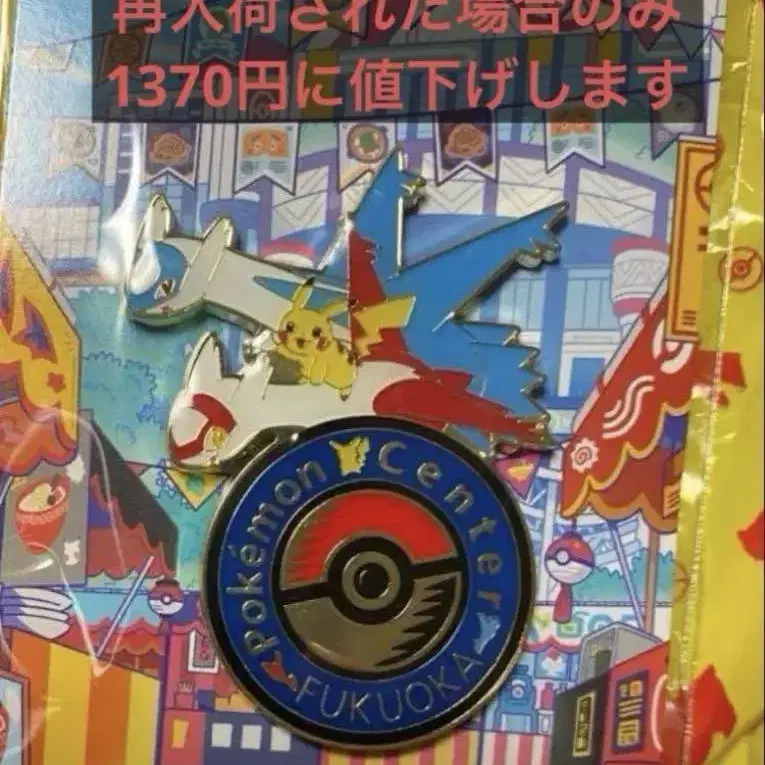 再入荷された場合のみ
1370円に値下げします
Pokémon Center
FUKUOKA